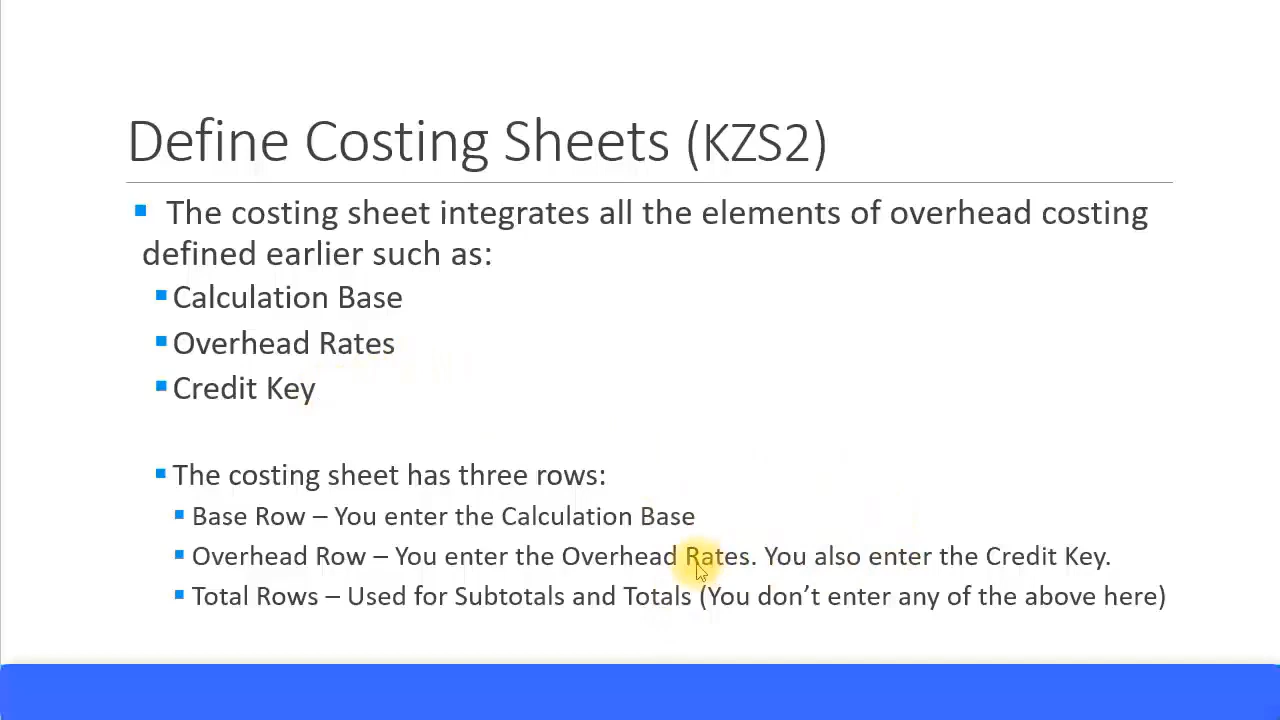 Define Costing Sheets (KZS2)
▪ The costing sheet integrates all the elements of overhead costing
defined earlier such as:
▪ Calculation Base
▪ Overhead Rates
▪ Credit Key
▪ The costing sheet has three rows:
▪ Base Row – You enter the Calculation Base
▪ Overhead Row – You enter the Overhead Rates. You also enter the Credit Key.
▪ Total Rows – Used for Subtotals and Totals (You don’t enter any of the above here)